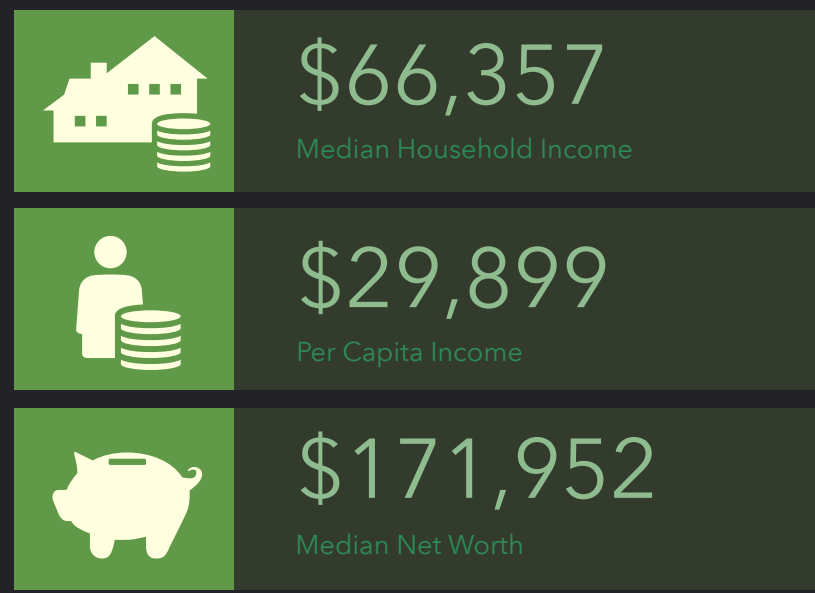 $66,357
Median Household Income
$29,899
Per Capita Income
$171,952
Median Net Worth